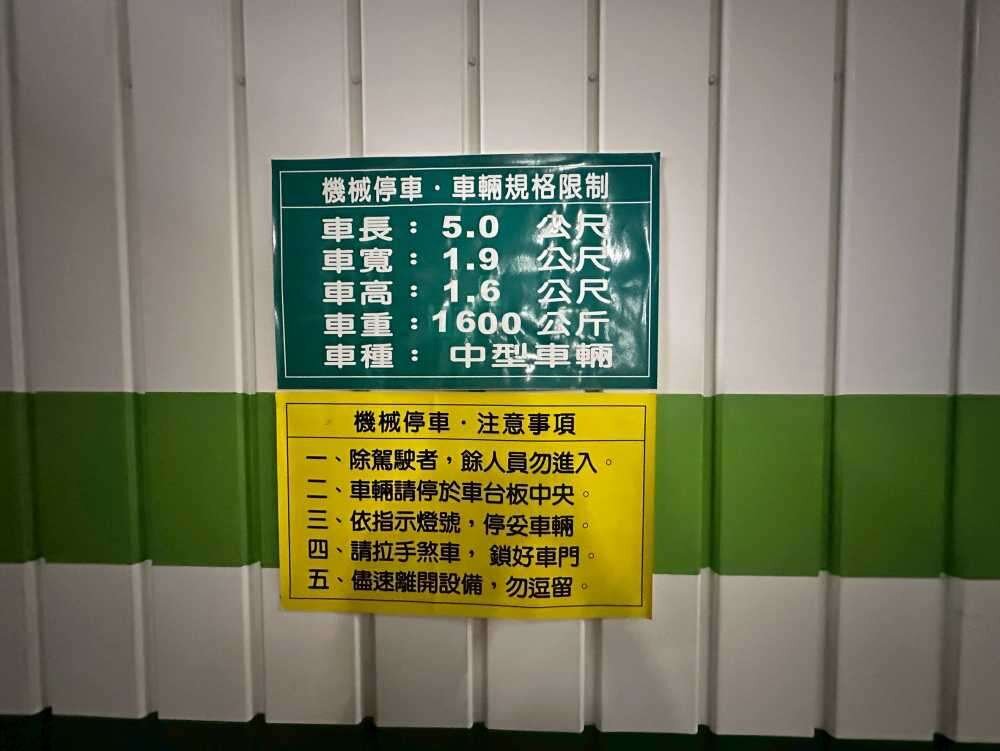 機械停車・車輛規格限制
車長：5.0 公尺
車寬：1.9 公尺
車高：1.6 公尺
車重：1600 公斤
車種：中型車輛
機械停車・注意事項
一、除駕駛者，餘人員勿進入。
二、車輛請停於車台板中央。
三、依指示燈號，停妥車輛。
四、請拉手煞車，鎖好車門。
五、儘速離開設備，勿逗留。